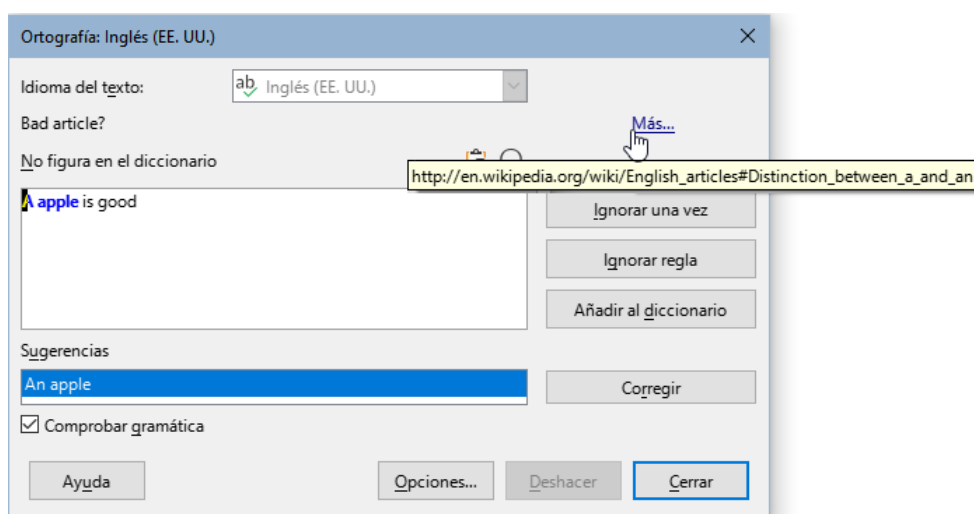 Ortografía: Inglés (EE. UU.)
Idioma del texto:
Inglés (EE. UU.)
Bad article?
Más...
No figura en el diccionario
http://en.wikipedia.org/wiki/English_articles#Distinction_between_a_and_an
A apple is good
Ignorar una vez
Ignorar regla
Añadir al diccionario
Sugerencias
An apple
Corregir
Comprobar gramática
Ayuda
Opciones...
Deshacer
Cerrar